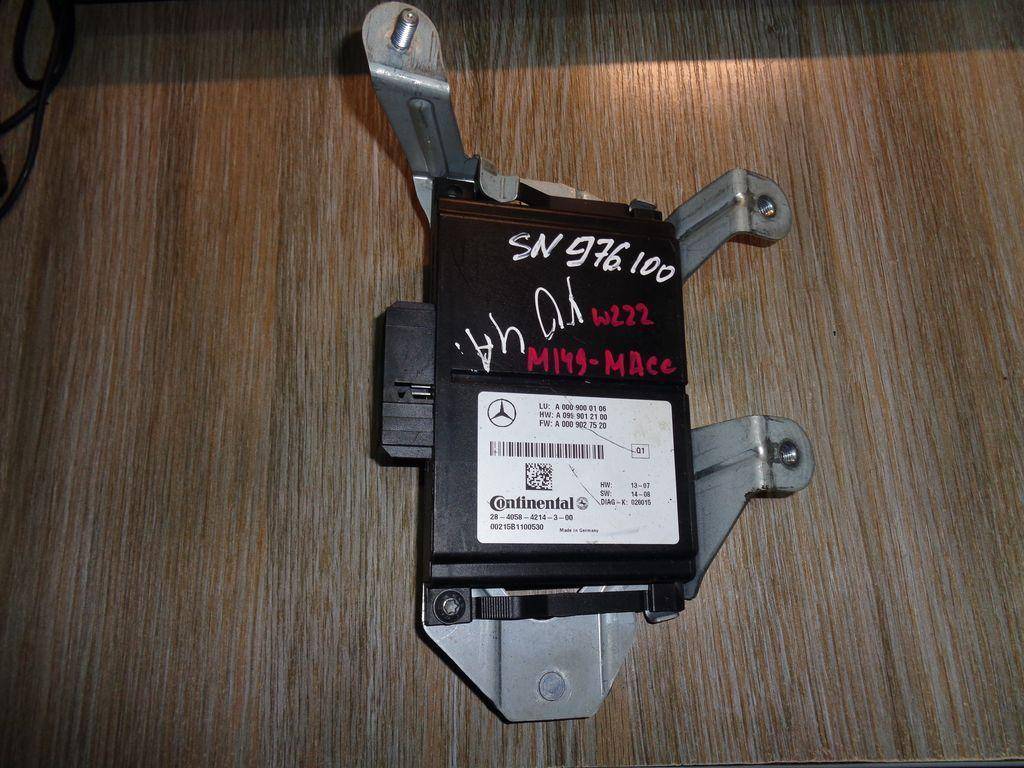 SN 976.100
W222
M149-MAcc
LU: A 000 900 01 06
HW: A 099 901 21 00
FW: A 000 902 75 20
Q1
HW: 13-07
SW: 14-08
DIAG-K: 020015
Continental
28-4058-4214-3-00
00215B1100530
Made in Germany